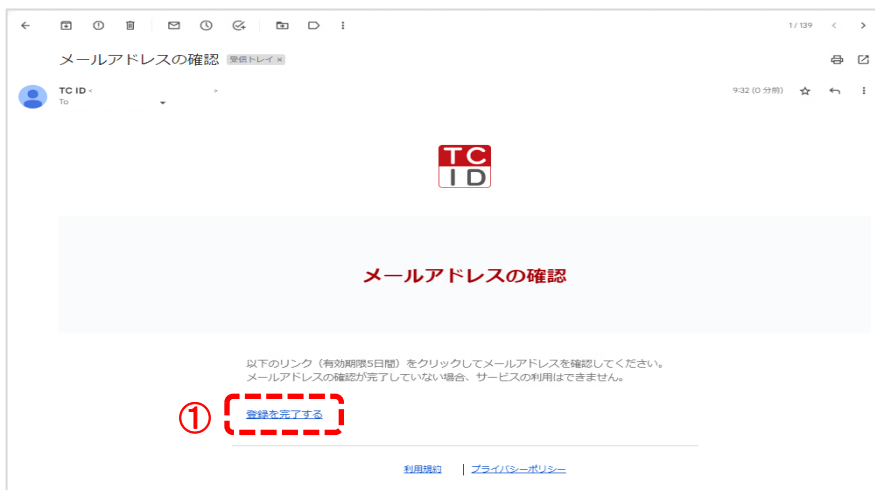 1/139
メールアドレスの確認 受信トレイ ×
TC ID < >
9:32 (0 分前)
To
TC
ID
メールアドレスの確認
以下のリンク（有効期限5日間）をクリックしてメールアドレスを確認してください。
メールアドレスの確認が完了していない場合、サービスの利用はできません。
① 登録を完了する
利用規約 | プライバシーポリシー